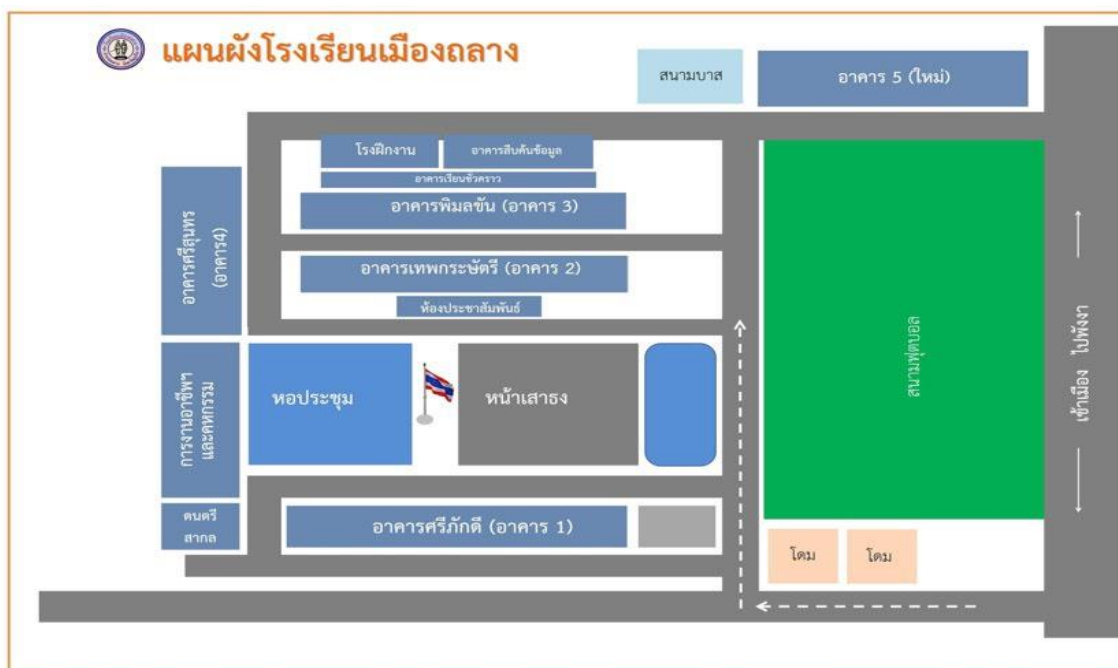 แผนผังโรงเรียนเมืองถลาง
สนามบาส
อาคาร 5 (ใหม่)
โรงฝึกงาน
อาคารสืบค้นข้อมูล
อาคารเรียนชั่วคราว
อาคารพิมลขัน (อาคาร 3)
อาคารศรีสุนทร
(อาคาร4)
อาคารเทพกระษัตรี (อาคาร 2)
ห้องประชาสัมพันธ์
สนามฟุตบอล
เข้าเมือง ไปพังงา
การงานอาชีพฯ
และคหกรรม
หอประชุม
หน้าเสาธง
ดนตรี
สากล
อาคารศรีภักดี (อาคาร 1)
โดม
โดม